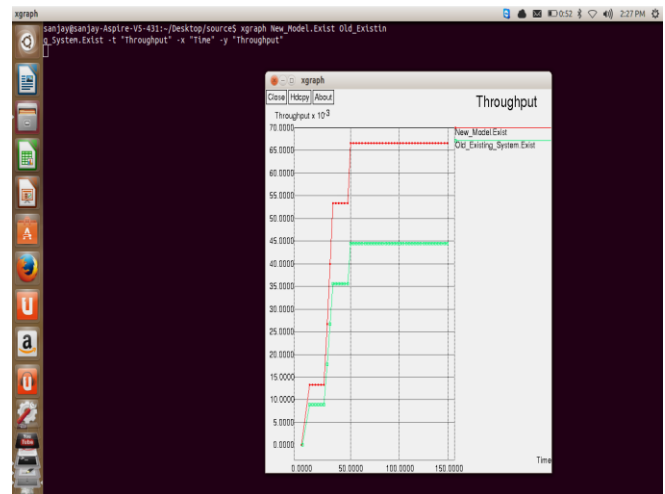 xgraph
0:52
2:27 PM
sanjay@sanjay-Aspire-V5-431:~/Desktop/source$ xgraph New_Model.Exist Old_Existin
g_System.Exist -t "Throughput" -x "Time" -y "Throughput"
xgraph
Close Hdcpy About
Throughput
Throughput x 10-3
70.0000
New_Model.Exist
Old_Existing_System.Exist
65.0000
60.0000
55.0000
50.0000
45.0000
40.0000
35.0000
30.0000
25.0000
20.0000
15.0000
10.0000
5.0000
0.0000
Time
0.0000 50.0000 100.0000 150.0000